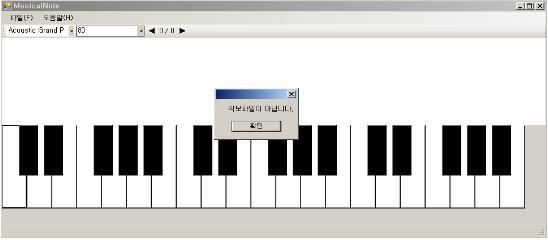 MusicalNote
파일(F) 도움말(H)
Acoustic Grand P 80 0 / 0
악보파일이 아닙니다.
확인